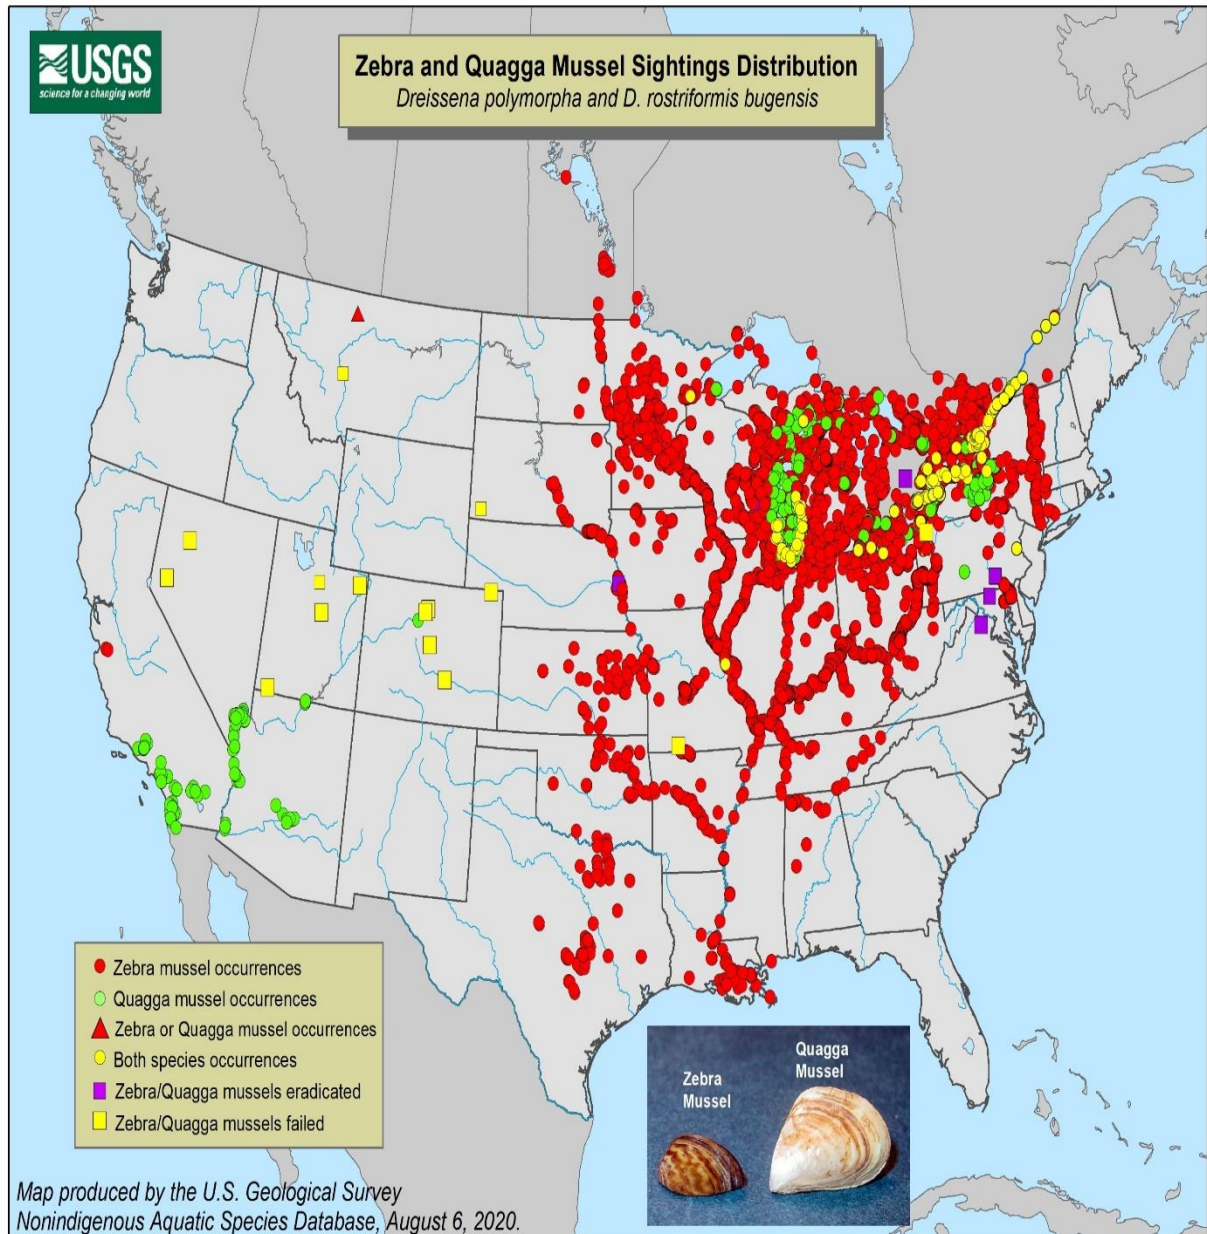 USGS
science for a changing world
Zebra and Quagga Mussel Sightings Distribution
Dreissena polymorpha and D. rostriformis bugensis
Zebra mussel occurrences
Quagga mussel occurrences
Zebra or Quagga mussel occurrences
Both species occurrences
Zebra/Quagga mussels eradicated
Zebra/Quagga mussels failed
Zebra
Mussel
Quagga
Mussel
Map produced by the U.S. Geological Survey
Nonindigenous Aquatic Species Database, August 6, 2020.